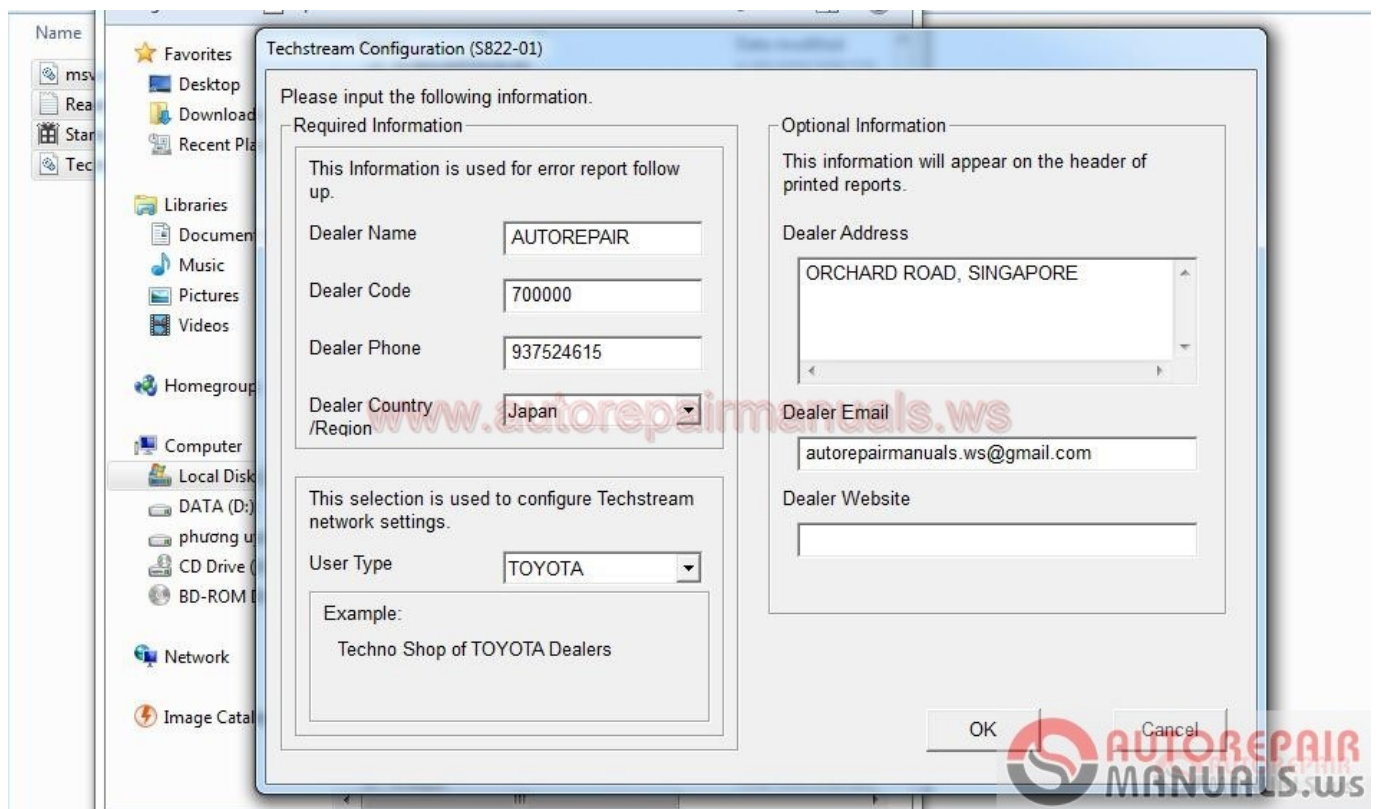 Name
msv
Rea
Star
Tec
Favorites
Desktop
Download
Recent Pla
Libraries
Documen
Music
Pictures
Videos
Homegroup
Computer
Local Disk
DATA (D:)
phương u
CD Drive (
BD-ROM D
Network
Image Catal
Techstream Configuration (S822-01)
Please input the following information.
Required Information
This Information is used for error report follow
up.
Dealer Name
AUTOREPAIR
Dealer Code
700000
Dealer Phone
937524615
Dealer Country
/Region
Japan
This selection is used to configure Techstream
network settings.
User Type
TOYOTA
Example:
Techno Shop of TOYOTA Dealers
Optional Information
This information will appear on the header of
printed reports.
Dealer Address
ORCHARD ROAD, SINGAPORE
Dealer Email
autorepairmanuals.ws@gmail.com
Dealer Website
OK
Cancel
www.autorepairmanuals.ws
AUTOREPAIR
MANUALS.ws